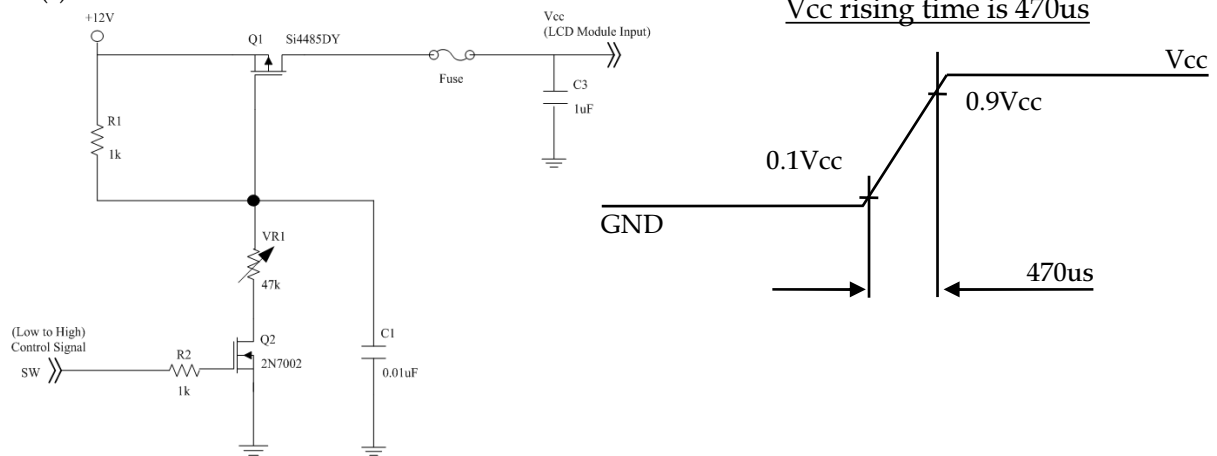 +12V
Q1
Si4485DY
Vcc
(LCD Module Input)
Fuse
C3
1uF
R1
1k
VR1
47k
(Low to High)
Control Signal
SW
R2
1k
Q2
2N7002
C1
0.01uF
Vcc rising time is 470us
Vcc
0.9Vcc
0.1Vcc
GND
470us